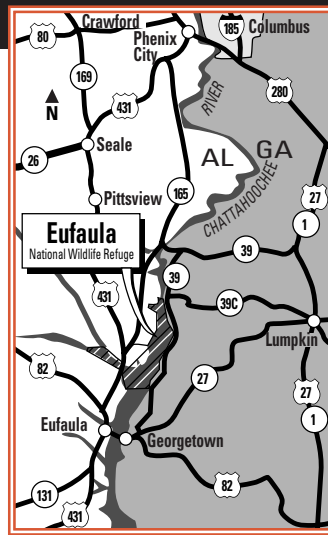 Crawford
80
Phenix
City
185
Columbus
169
N
431
RIVER
280
26
Seale
AL
GA
Pittsview
165
CHATTAHOOCHEE
27
1
Eufaula
National Wildlife Refuge
39
39
431
39C
Lumpkin
82
27
27
1
Eufaula
Georgetown
131
82
431